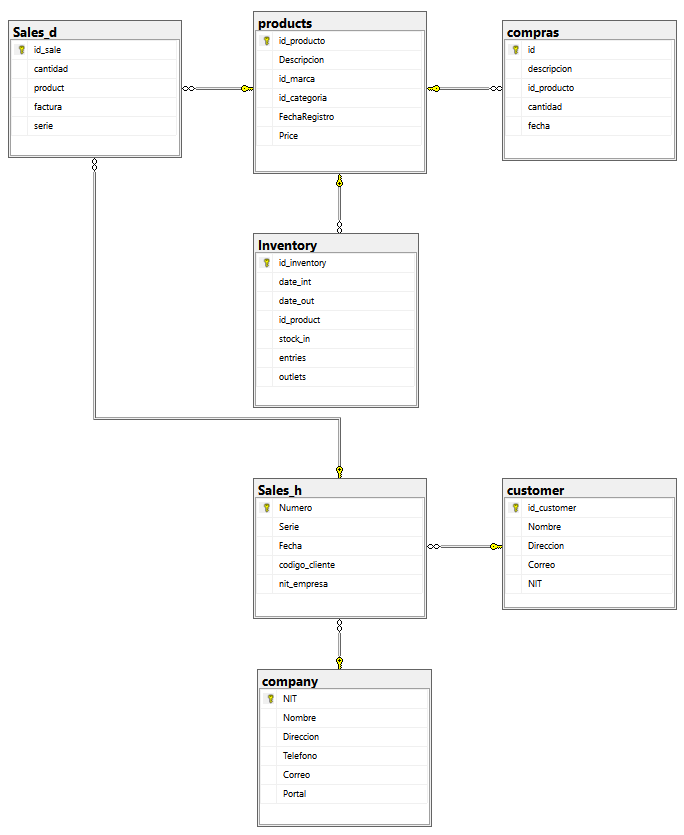 Sales_d
id_sale
cantidad
product
factura
serie
products
id_producto
Descripcion
id_marca
id_categoria
FechaRegistro
Price
compras
id
descripcion
id_producto
cantidad
fecha
Inventory
id_inventory
date_int
date_out
id_product
stock_in
entries
outlets
Sales_h
Numero
Serie
Fecha
codigo_cliente
nit_empresa
customer
id_customer
Nombre
Direccion
Correo
NIT
company
NIT
Nombre
Direccion
Telefono
Correo
Portal